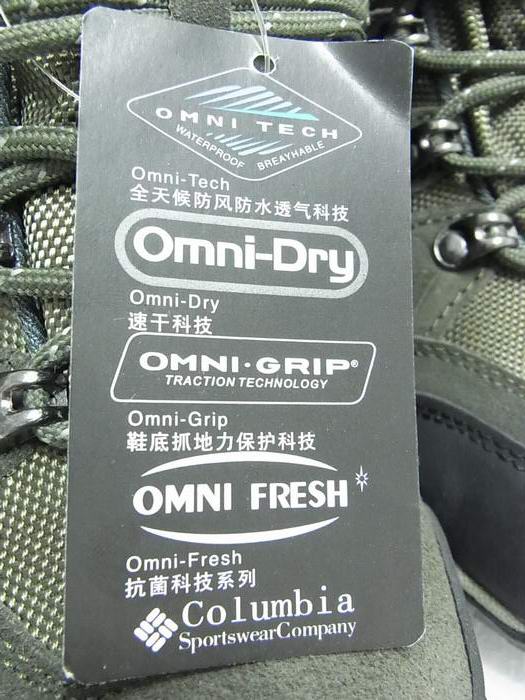 OMNI TECH
WATERPROOF BREAYHABLE
Omni-Tech
全天候防风防水透气科技
Omni-Dry
Omni-Dry
速干科技
OMNI·GRIP®
TRACTION TECHNOLOGY
Omni-Grip
鞋底抓地力保护科技
OMNI FRESH
Omni-Fresh
抗菌科技系列
Columbia
SportswearCompany